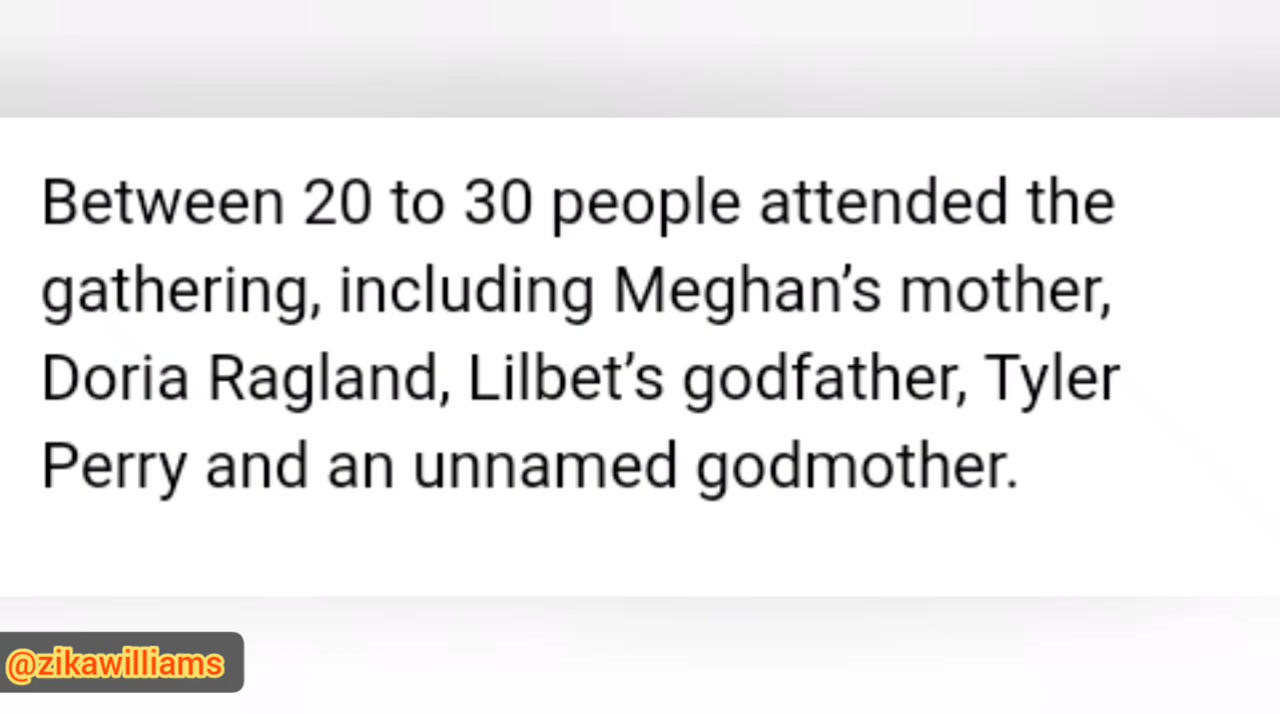 Between 20 to 30 people attended the
gathering, including Meghan’s mother,
Doria Ragland, Lilbet’s godfather, Tyler
Perry and an unnamed godmother.
@zikawilliams